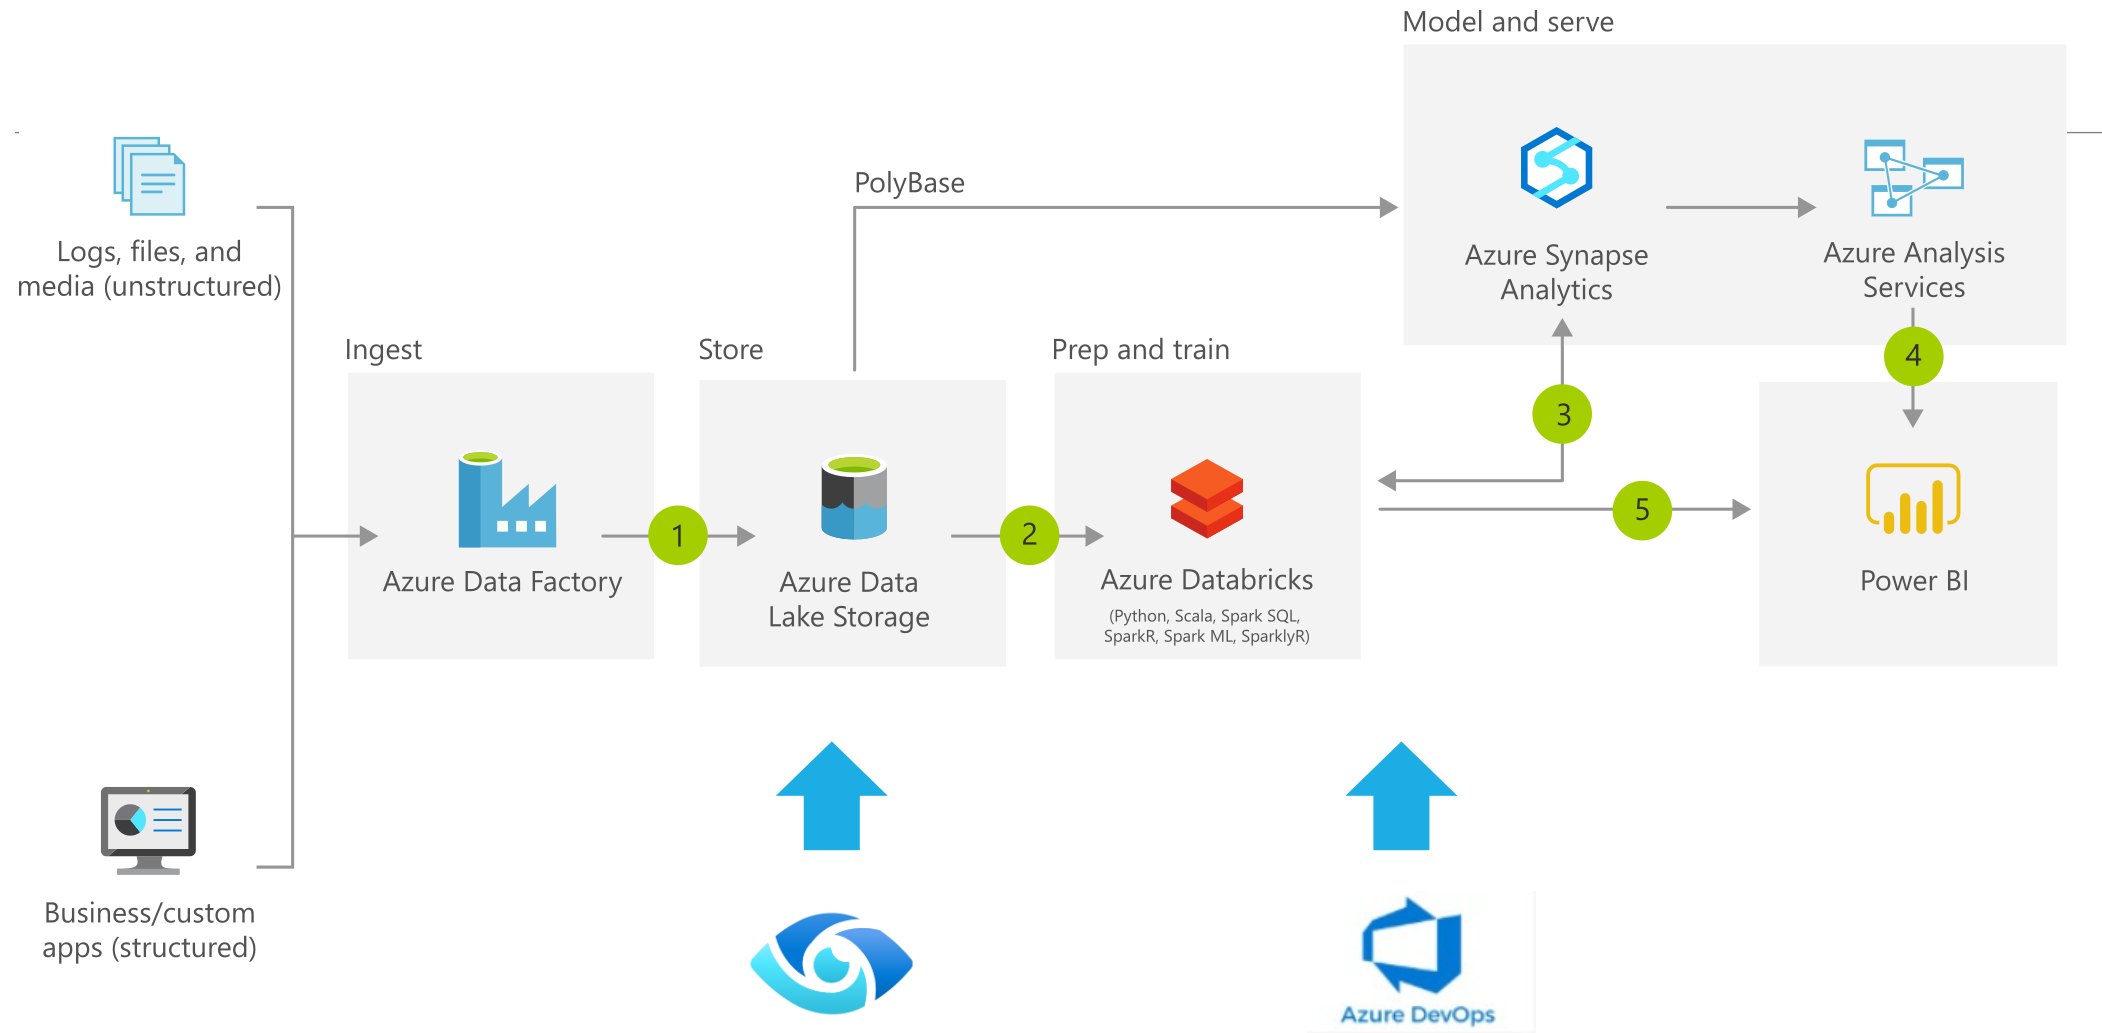 Model and serve
PolyBase
Logs, files, and
media (unstructured)
Azure Synapse
Analytics
Azure Analysis
Services
Ingest
Store
Prep and train
4
3
5
1
2
Azure Data Factory
Azure Data
Lake Storage
Azure Databricks
(Python, Scala, Spark SQL,
SparkR, Spark ML, SparklyR)
Power BI
Business/custom
apps (structured)
Azure DevOps